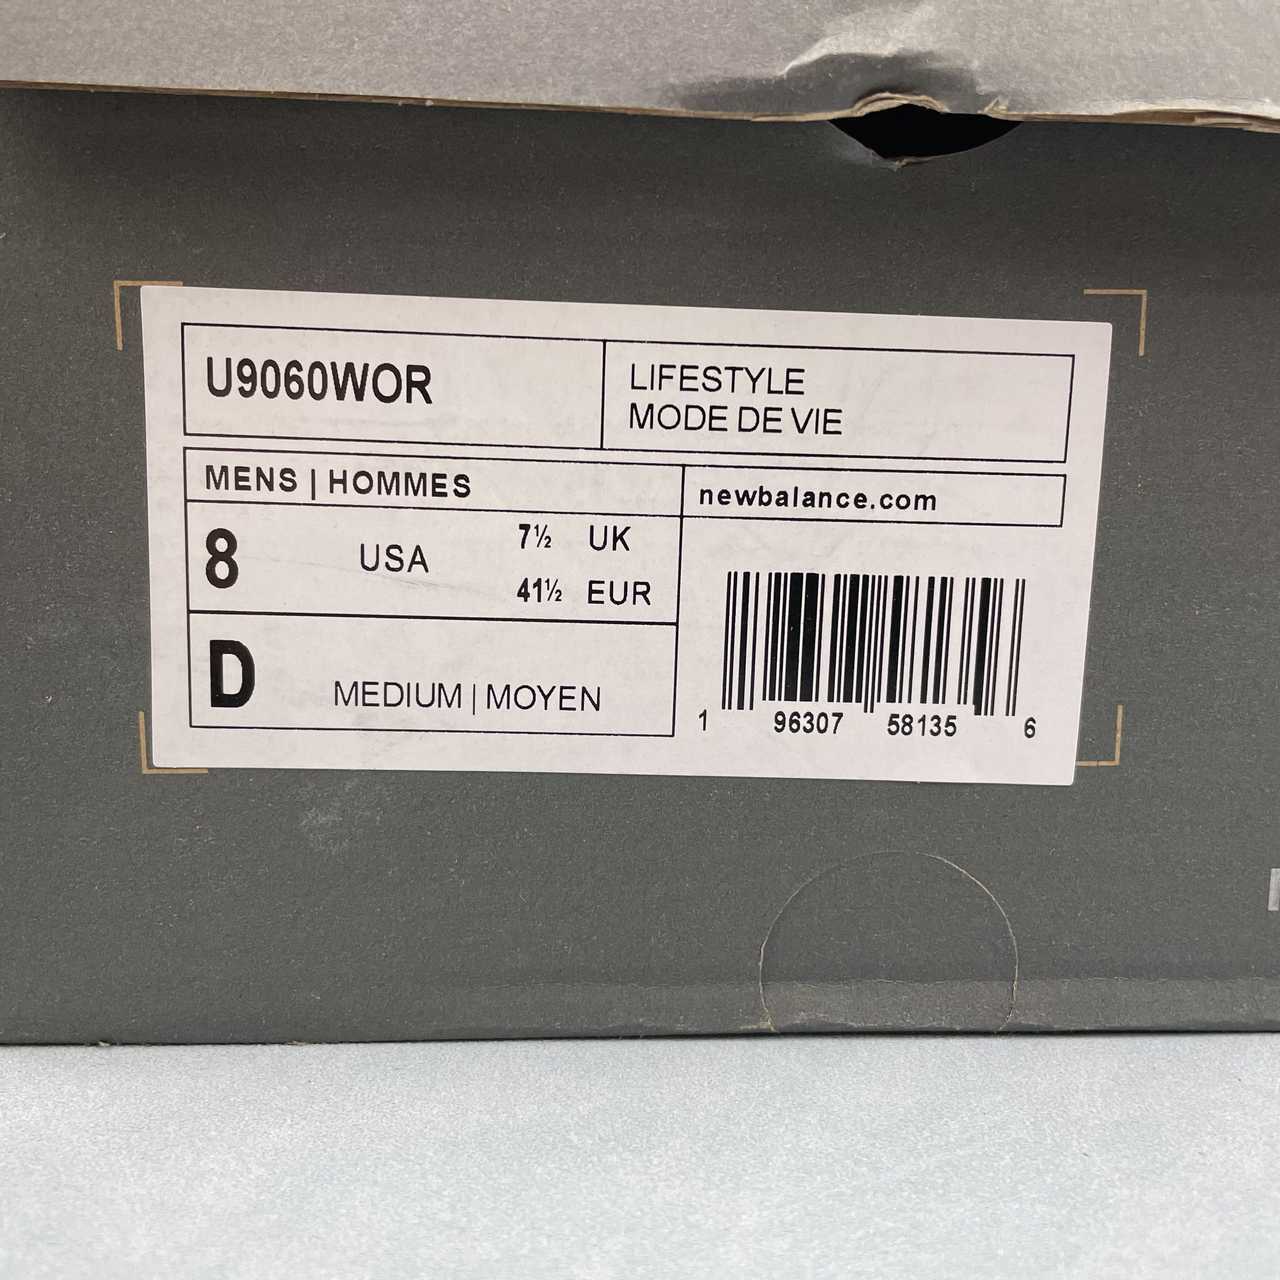 U9060WOR
LIFESTYLE
MODE DE VIE
MENS | HOMMES
newbalance.com
8 USA
7½ UK
41½ EUR
D MEDIUM | MOYEN
1 96307 58135 6